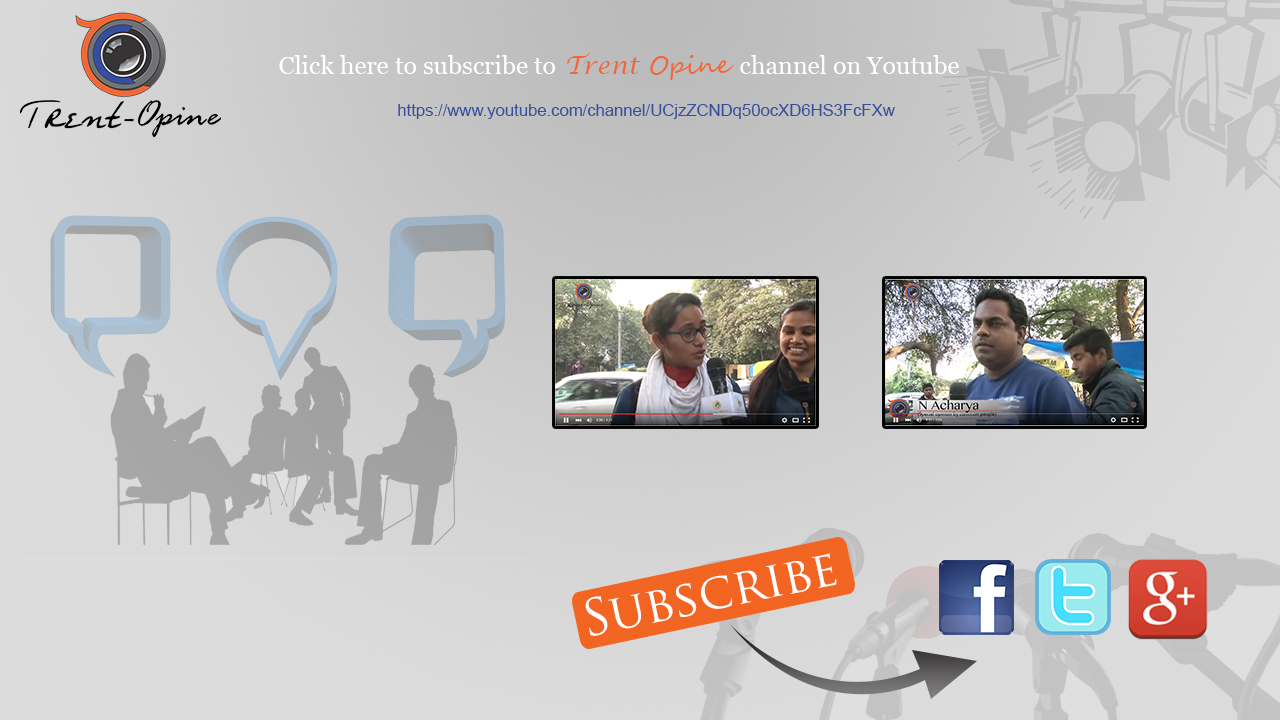 Trent-Opine
Click here to subscribe to Trent Opine channel on Youtube
https://www.youtube.com/channel/UCjzZCNDq50ocXD6HS3FcFXw
N Acharya
SUBSCRIBE
f
t
g+